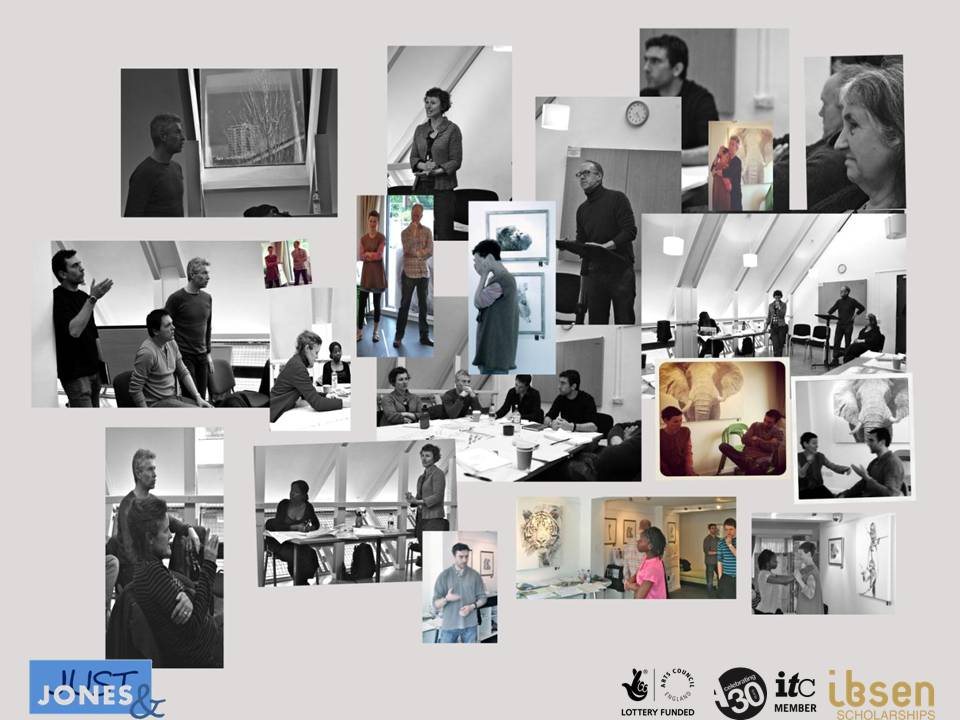 JUST
JONES&
LOTTERY FUNDED
ARTS COUNCIL
ENGLAND
celebrating
30
itc
MEMBER
ibsen
SCHOLARSHIPS